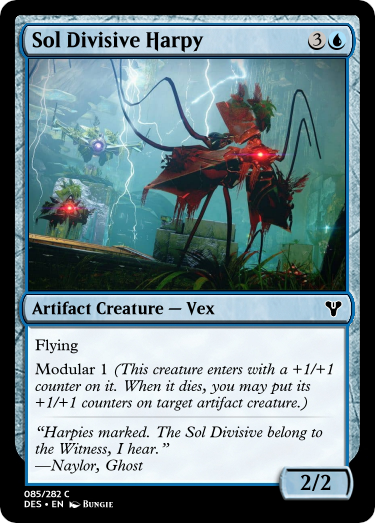 Sol Divisive Harpy 3
Artifact Creature — Vex
Flying
Modular 1 (This creature enters with a +1/+1
counter on it. When it dies, you may put its
+1/+1 counters on target artifact creature.)
“Harpies marked. The Sol Divisive belong to
the Witness, I hear.”
—Naylor, Ghost
2/2
085/282 C
DES • EN Bungie